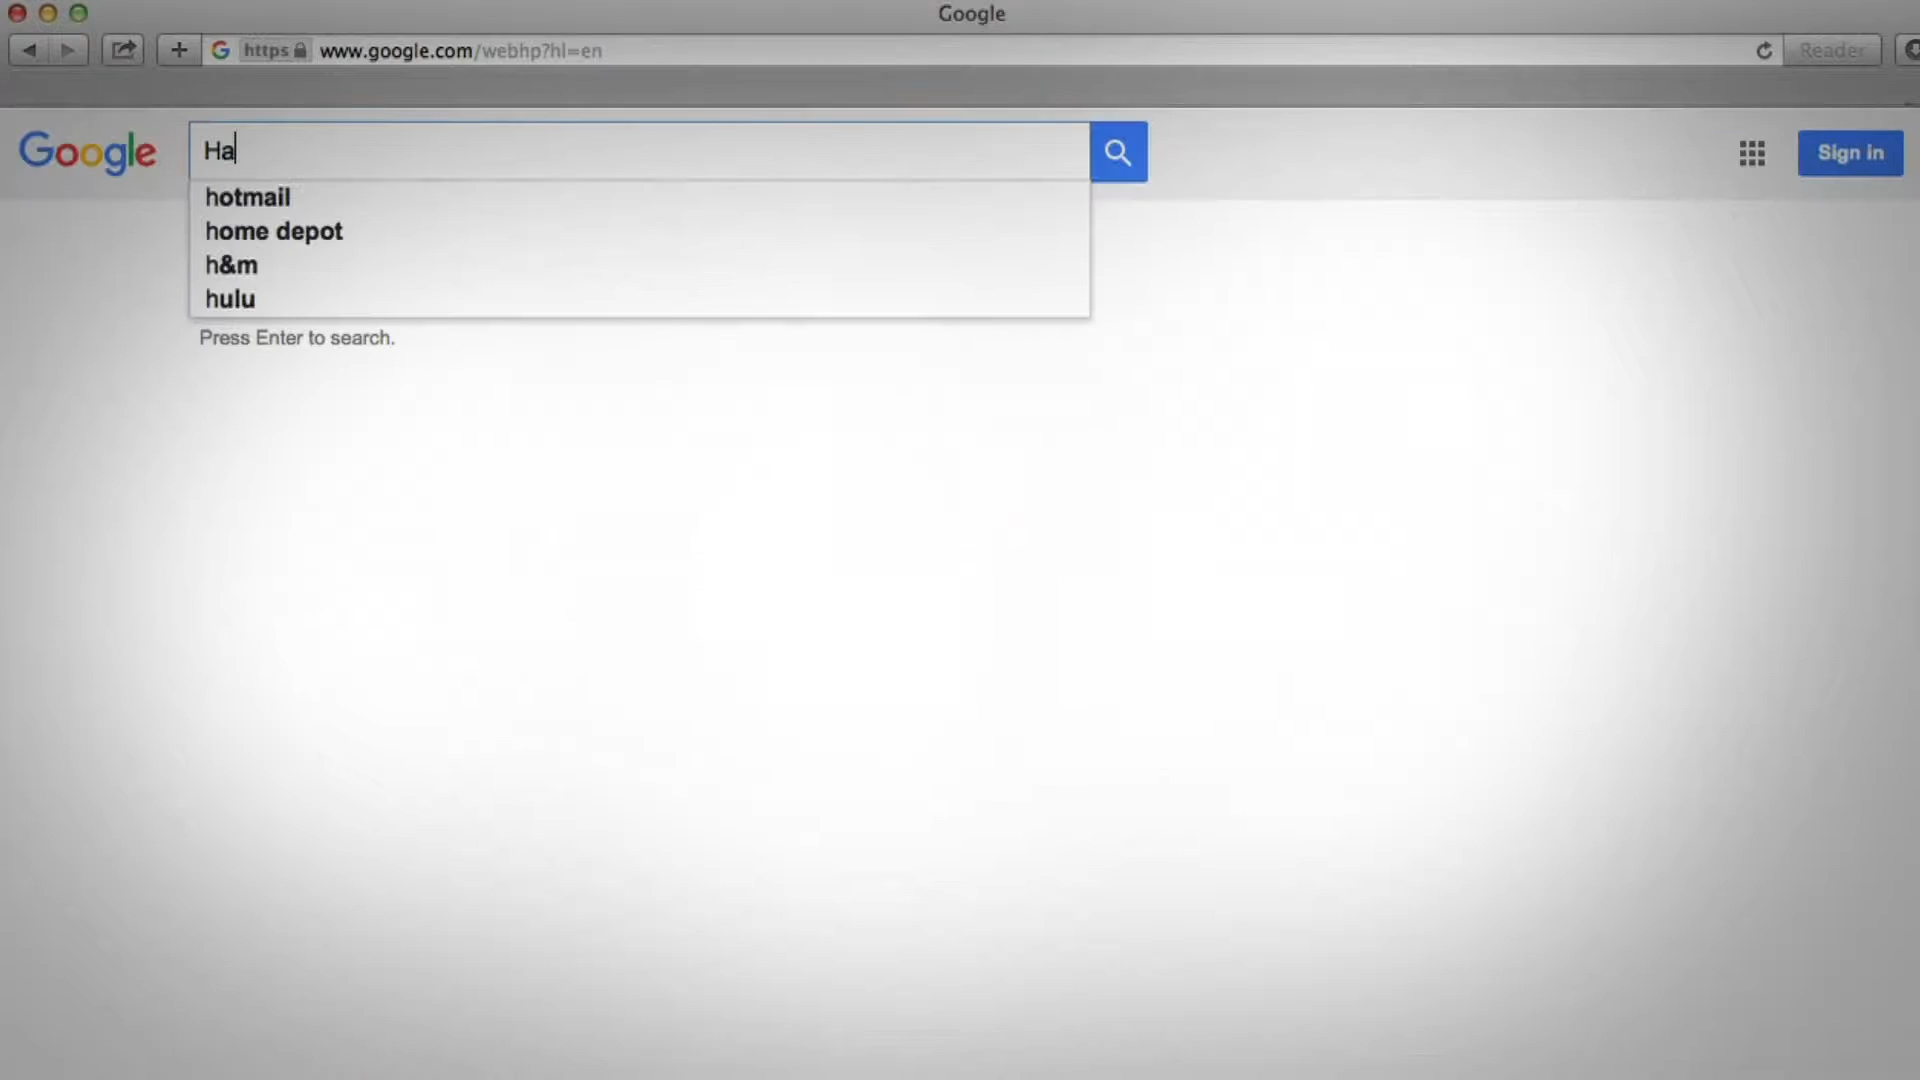 Google
https www.google.com/webhp?hl=en Reader
Google Ha Sign in
hotmail
home depot
h&m
hulu
Press Enter to search.